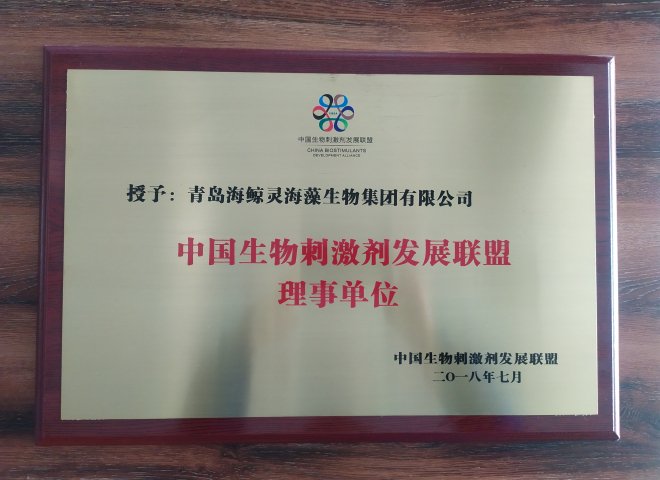 中国生物刺激剂发展联盟
CHINA BIOSTIMULANTS
DEVELOPMENT ALLIANCE
授予：青岛海鲸灵海藻生物集团有限公司
中国生物刺激剂发展联盟
理事单位
中国生物刺激剂发展联盟
二〇一八年七月